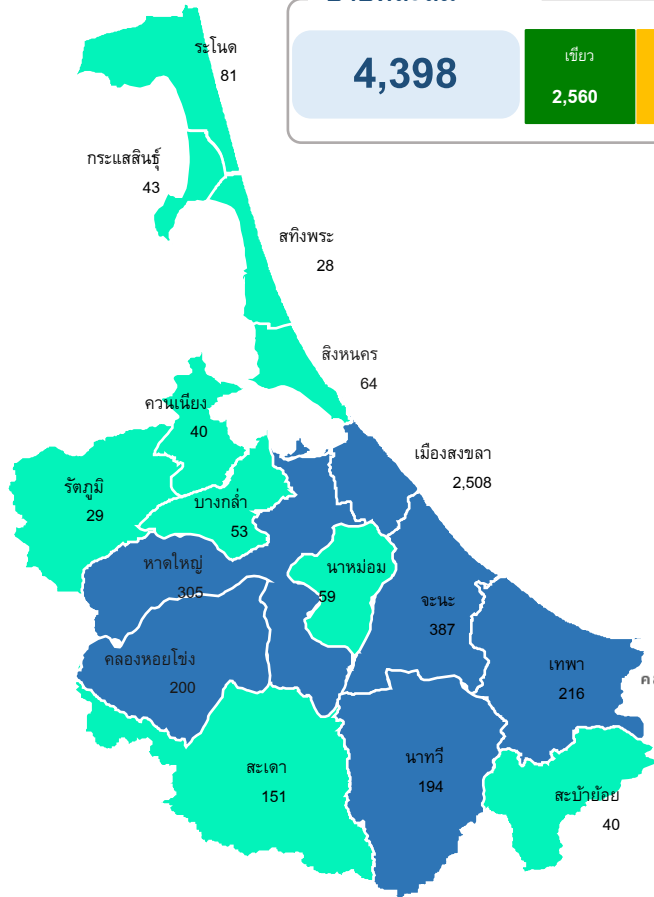 ระโนด
81
4,398
เขียว
2,560
กระแสสินธุ์
43
สทิงพระ
28
สิงหนคร
64
ควนเนียง
40
เมืองสงขลา
2,508
รัตภูมิ
29
บางกล่ำ
53
หาดใหญ่
305
นาหม่อม
59
จะนะ
387
คลองหอยโข่ง
200
เทพา
216
สะเดา
151
นาทวี
194
สะบ้าย้อย
40